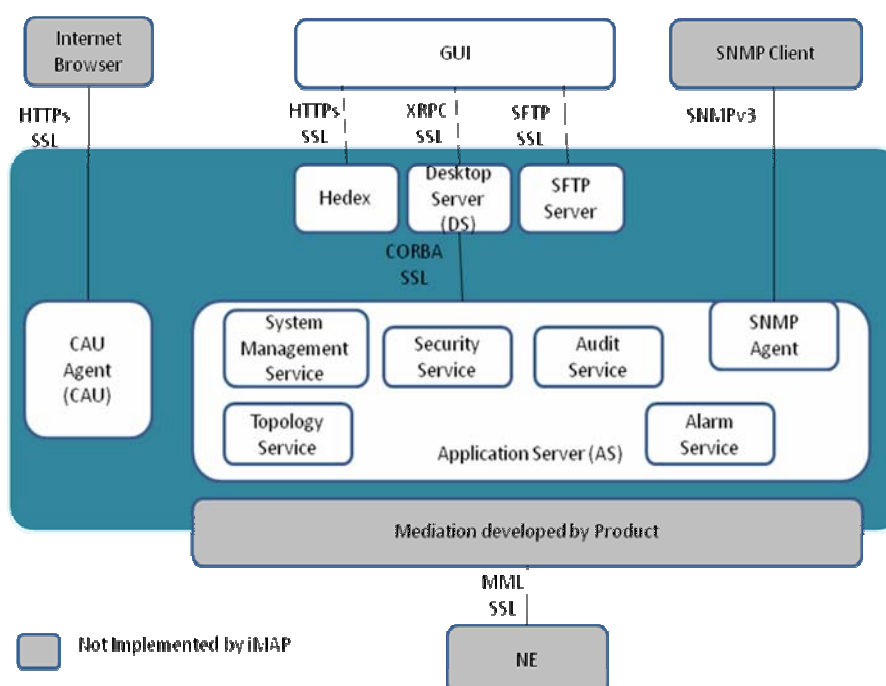 Internet
Browser
GUI
SNMP Client
HTTPs
SSL
HTTPs
SSL
XRPC
SSL
SFTP
SSL
SNMPv3
Hedex
Desktop
Server
(DS)
SFTP
Server
CORBA
SSL
CAU
Agent
(CAU)
System
Management
Service
Security
Service
Audit
Service
SNMP
Agent
Topology
Service
Application Server (AS)
Alarm
Service
Mediation developed by Product
MML
SSL
Not Implemented by iMAP
NE